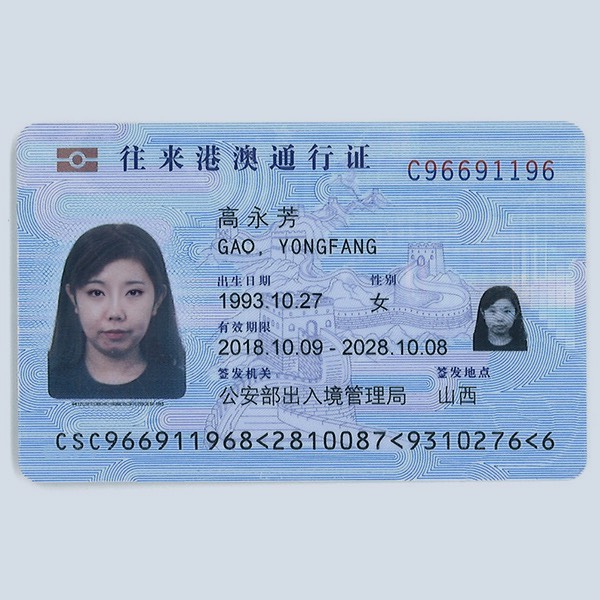 往来港澳通行证
C96691196
高永芳
GAO, YONGFANG
出生日期 性别
1993.10.27 女
有效期限
2018.10.09 - 2028.10.08
签发机关 签发地点
公安部出入境管理局 山西
CSC966911968<2810087<9310276<6